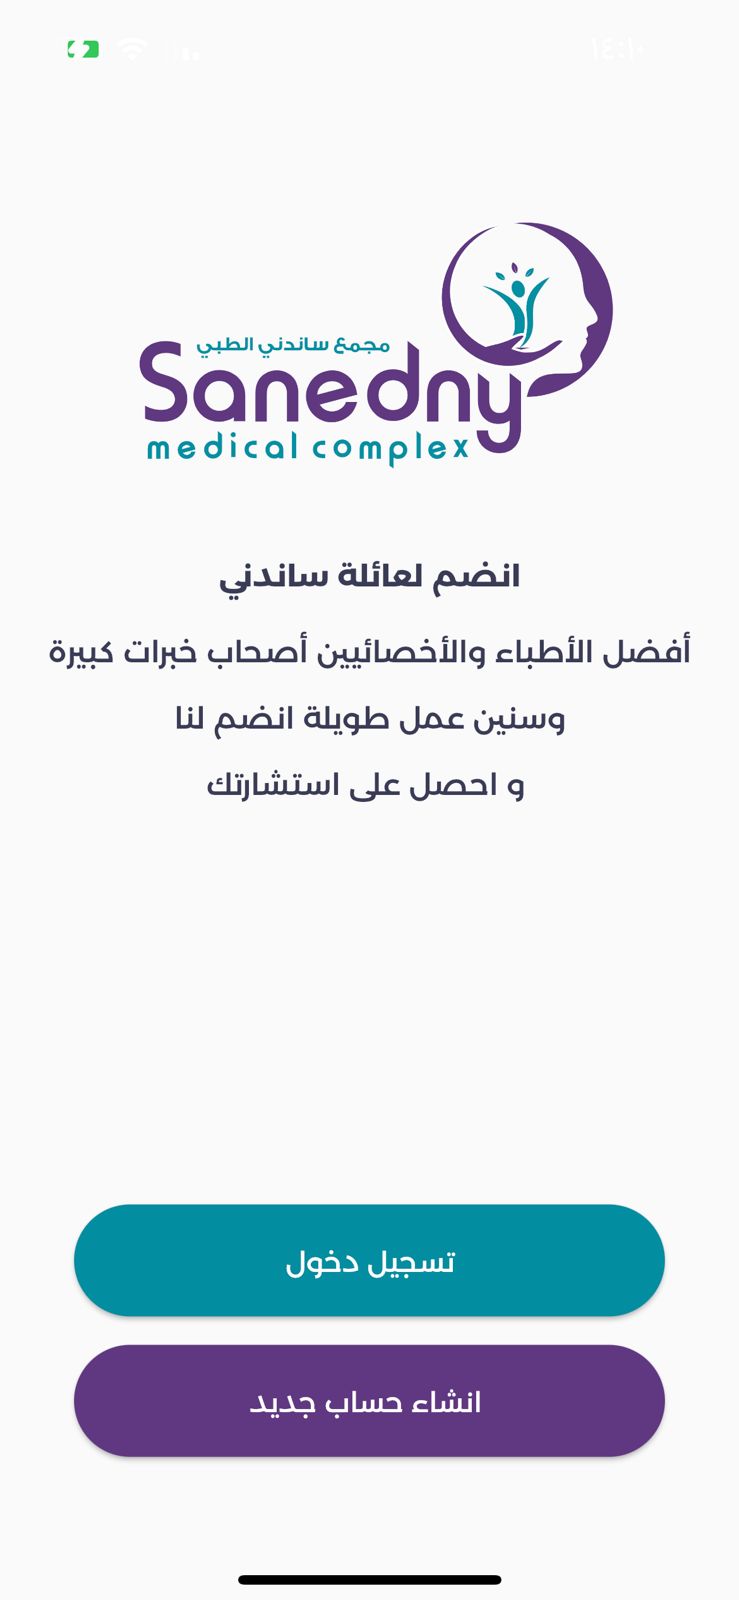 ١٤:١٠
مجمع ساندني الطبي
Sanedny
medical complex
انضم لعائلة ساندني
أفضل الأطباء والأخصائيين أصحاب خبرات كبيرة
وسنين عمل طويلة انضم لنا
و احصل على استشارتك
تسجيل دخول
انشاء حساب جديد